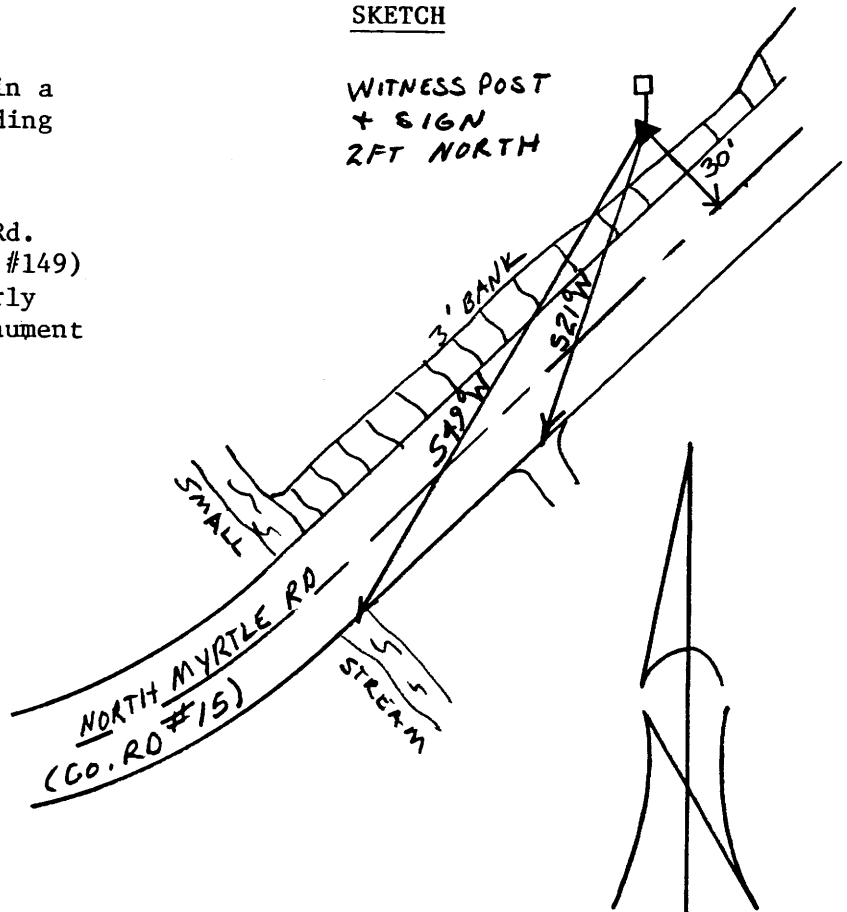 SKETCH
in a
ding
Rd.
#149)
rly
nument
WITNESS POST
+ SIGN
2FT NORTH
30'
3' BANK
S21°W
S49°W
SMALL
STREAM
NORTH MYRTLE RD
(CO. RD #15)